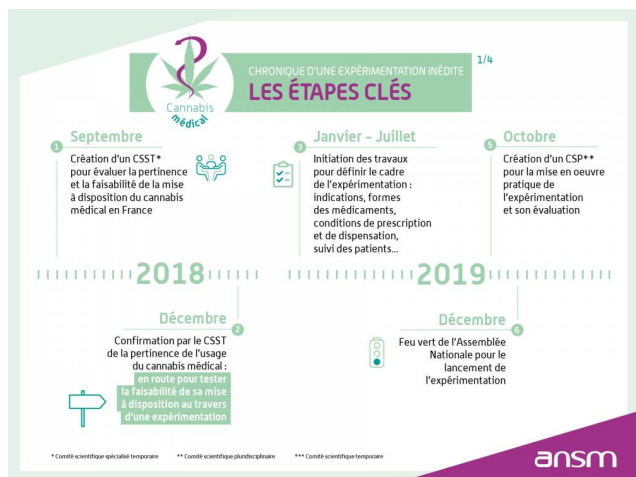 CHRONIQUE D'UNE EXPÉRIMENTATION INÉDITE
1/4
LES ÉTAPES CLÉS
Cannabis
médical
1
Septembre
Création d'un CSST*
pour évaluer la pertinence
et la faisabilité de la mise
à disposition du cannabis
médical en France
3
Janvier - Juillet
Initiation des travaux
pour définir le cadre
de l'expérimentation :
indications, formes
des médicaments,
conditions de prescription
et de dispensation,
suivi des patients...
5
Octobre
Création d'un CSP**
pour la mise en oeuvre
pratique de
l'expérimentation
et son évaluation
2018
2019
Décembre
2
Confirmation par le CSST
de la pertinence de l'usage
du cannabis médical :
en route pour tester
la faisabilité de sa mise
à disposition au travers
d'une expérimentation
Décembre
6
Feu vert de l'Assemblée
Nationale pour le
lancement de
l'expérimentation
* Comité scientifique spécialisé temporaire
** Comité scientifique pluridisciplinaire
*** Comité scientifique temporaire
ansm